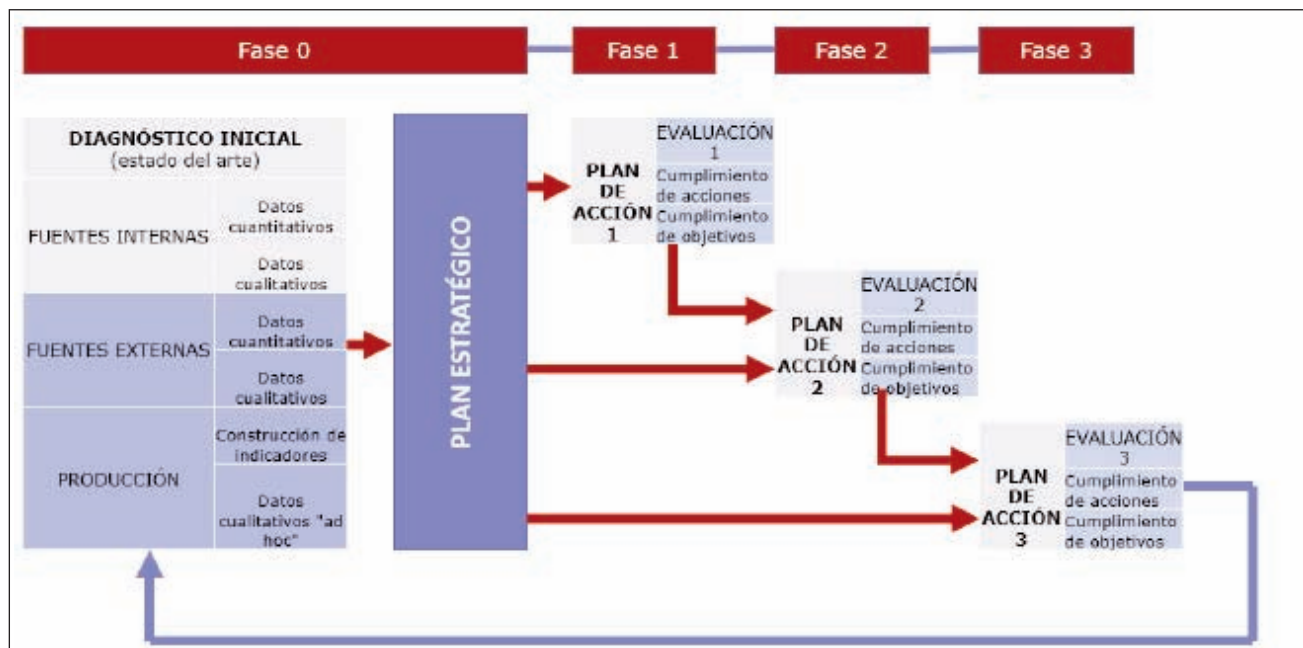 Fase 0
Fase 1
Fase 2
Fase 3
DIAGNÓSTICO INICIAL
(estado del arte)
FUENTES INTERNAS
Datos
cuantitativos
Datos
cualitativos
FUENTES EXTERNAS
Datos
cuantitativos
Datos
cualitativos
PRODUCCIÓN
Construcción de
indicadores
Datos
cualitativos "ad
hoc"
PLAN ESTRATÉGICO
PLAN
DE
ACCIÓN
1
EVALUACIÓN
1
Cumplimiento
de acciones
Cumplimiento
de objetivos
PLAN
DE
ACCIÓN
2
EVALUACIÓN
2
Cumplimiento
de acciones
Cumplimiento
de objetivos
PLAN
DE
ACCIÓN
3
EVALUACIÓN
3
Cumplimiento
de acciones
Cumplimiento
de objetivos